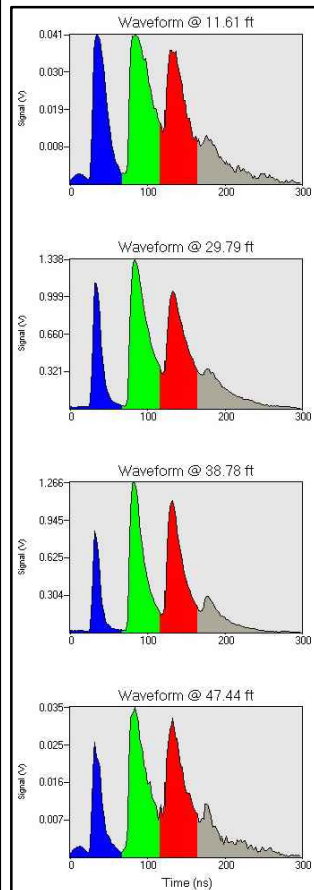 Waveform @ 11.61 ft
0.041
0.030
0.019
0.008
Signal (V)
0 100 200 300
Waveform @ 29.79 ft
1.338
0.999
0.660
0.321
Signal (V)
0 100 200 300
Waveform @ 38.78 ft
1.266
0.945
0.625
0.304
Signal (V)
0 100 200 300
Waveform @ 47.44 ft
0.035
0.025
0.016
0.007
Signal (V)
0 100 200 300
Time (ns)